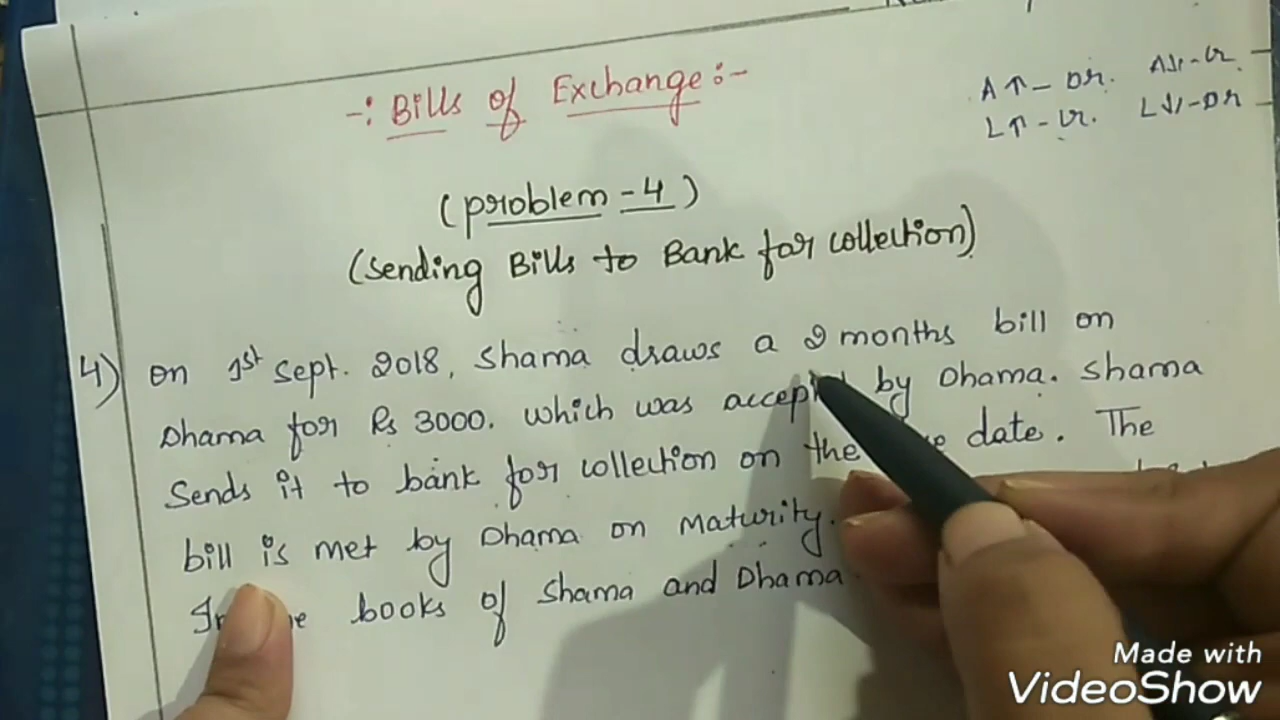 -: Bills of Exchange :-
A↑ - Dr. A↓ - Cr.
L↑ - Cr. L↓ - Dr
(problem - 4)
(Sending Bills to Bank for collection)
4) On 1st Sept. 2018, Shama draws a 2 months bill on
Dhama for Rs 3000. which was by Dhama. Shama
Sends it to bank for collection on the date. The
bill is met by Dhama on Maturity.
books of Shama and Dhama
Made with
VideoShow